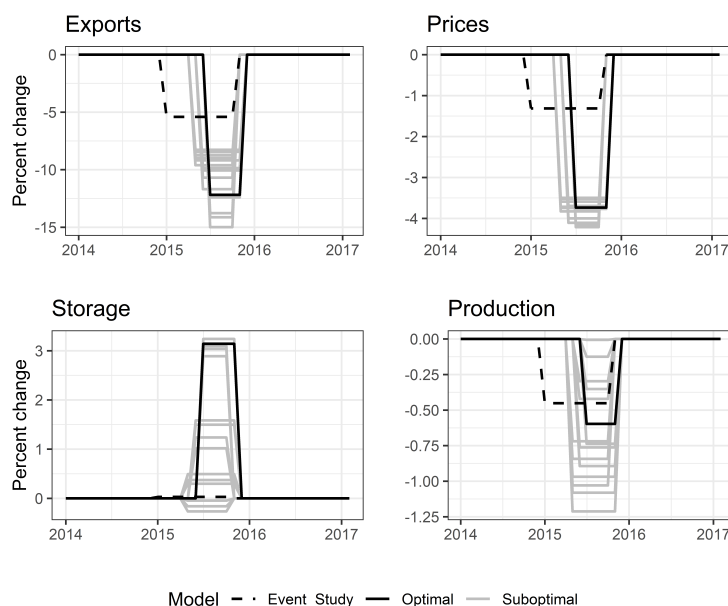 Exports
Prices
Percent change
0
-5
-10
-15
2014 2015 2016 2017
0
-1
-2
-3
-4
2014 2015 2016 2017
Storage
Production
Percent change
3
2
1
0
2014 2015 2016 2017
0.00
-0.25
-0.50
-0.75
-1.00
-1.25
2014 2015 2016 2017
Model Event Study Optimal Suboptimal